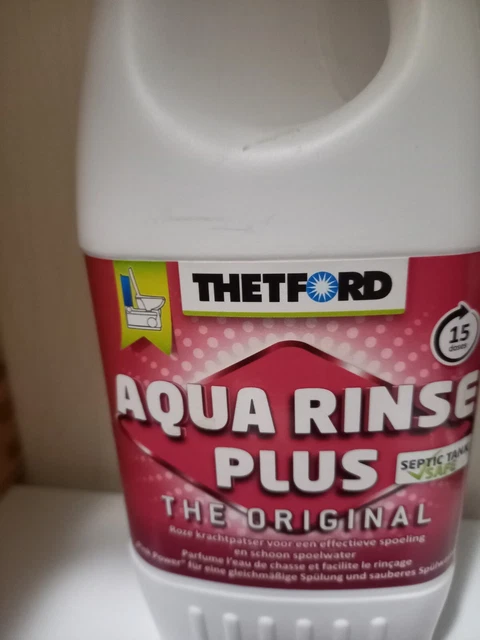 THETFORD
15
doses
AQUA RINSE
PLUS
SEPTIC TANK
SAFE
THE ORIGINAL
Roze krachtpatser voor een effectieve spoeling
en schoon spoelwater
Parfume l'eau de chasse et facilite le rinçage
Power" für eine gleichmäßige Spülung und sauberes